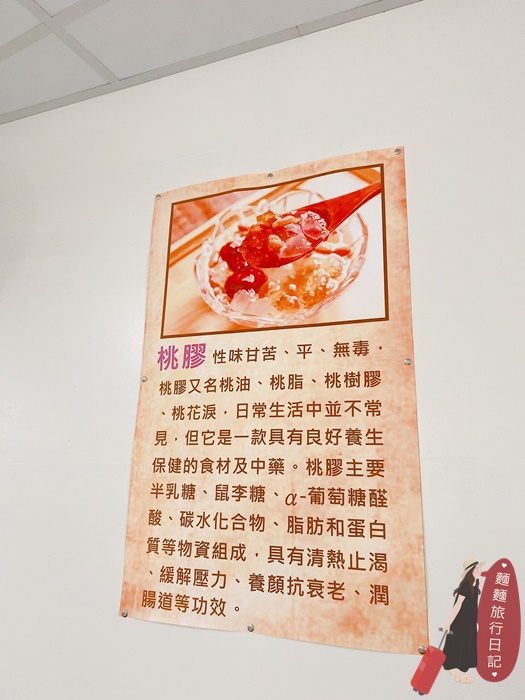 桃膠 性味甘苦、平、無毒，
桃膠又名桃油、桃脂、桃樹膠
、桃花淚，日常生活中並不常
見，但它是一款具有良好養生
保健的食材及中藥。桃膠主要
半乳糖、鼠李糖、α-葡萄糖醛
酸、碳水化合物、脂肪和蛋白
質等物資組成，具有清熱止渴
、緩解壓力、養顏抗衰老、潤
腸道等功效。
麵麵旅行日記